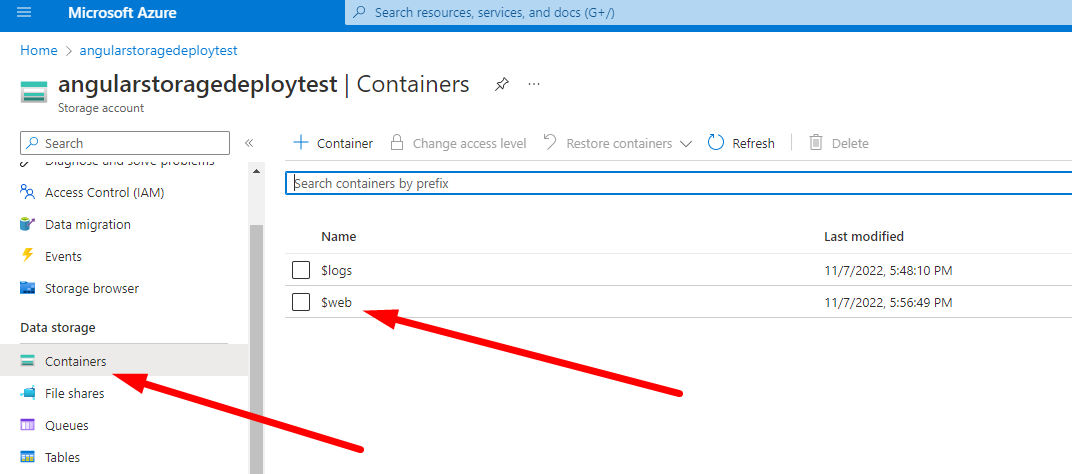 Microsoft Azure
Search resources, services, and docs (G+/)
Home > angularstoragedeploytest
angularstoragedeploytest | Containers
Storage account
Search
Container
Change access level
Restore containers
Refresh
Delete
Diagnose and solve problems
Access Control (IAM)
Data migration
Events
Storage browser
Data storage
Containers
File shares
Queues
Tables
Search containers by prefix
Name Last modified
$logs 11/7/2022, 5:48:10 PM
$web 11/7/2022, 5:56:49 PM